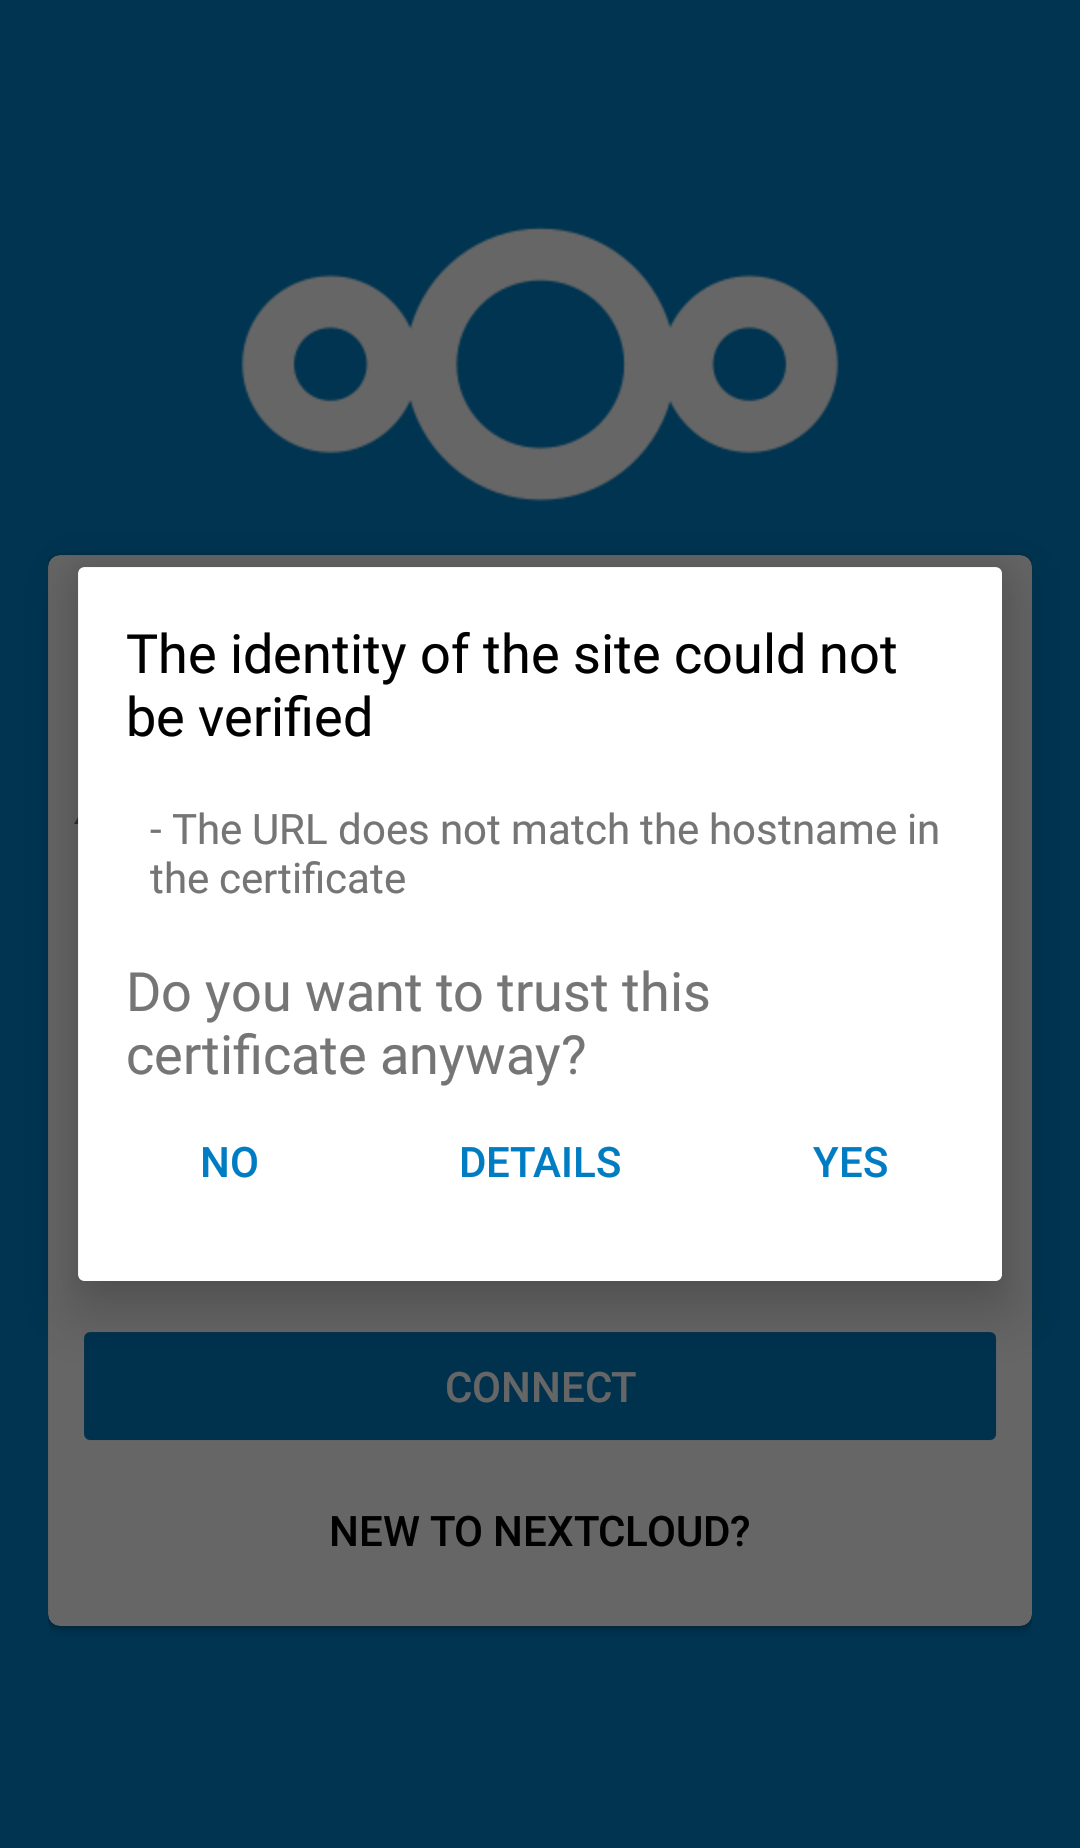 The identity of the site could not
be verified
- The URL does not match the hostname in
the certificate
Do you want to trust this
certificate anyway?
NO
DETAILS
YES
CONNECT
NEW TO NEXTCLOUD?